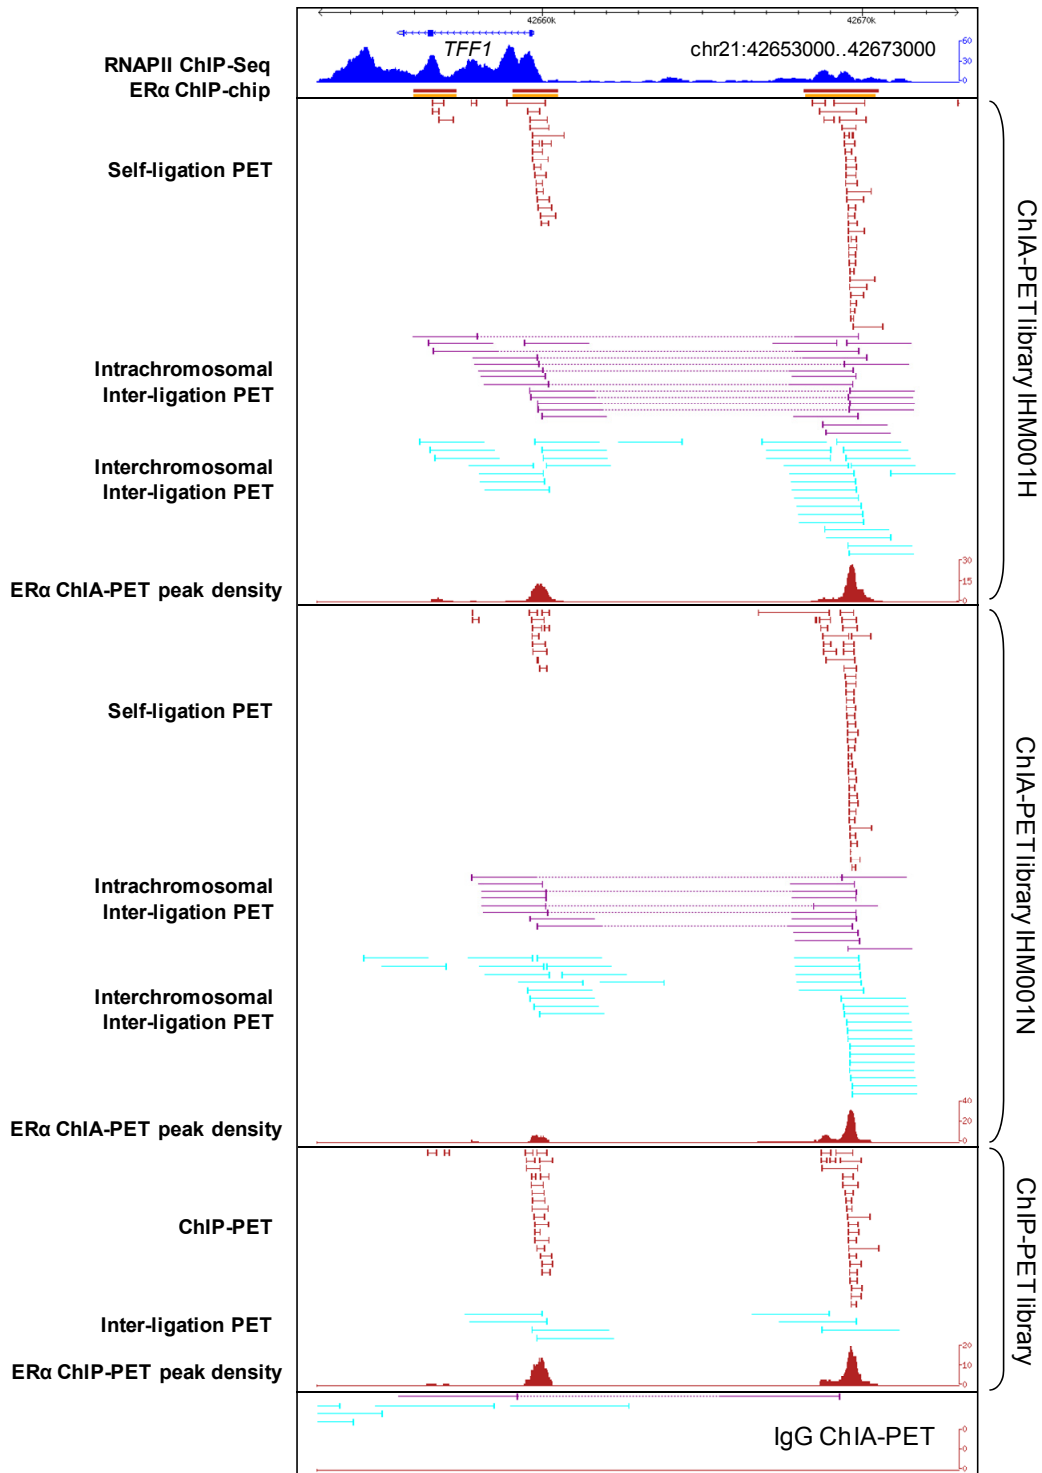 42660k 42670k
TFF1
chr21:42653000..42673000
60
30
0
RNAPII ChIP-Seq
ERα ChIP-chip
Self-ligation PET
Intrachromosomal
Inter-ligation PET
Interchromosomal
Inter-ligation PET
30
15
0
ERα ChIA-PET peak density
ChIA-PET library IHM001H
Self-ligation PET
Intrachromosomal
Inter-ligation PET
Interchromosomal
Inter-ligation PET
40
20
0
ERα ChIA-PET peak density
ChIA-PET library IHM001N
ChIP-PET
Inter-ligation PET
20
10
0
ERα ChIP-PET peak density
ChIP-PET library
IgG ChIA-PET
0
0
0